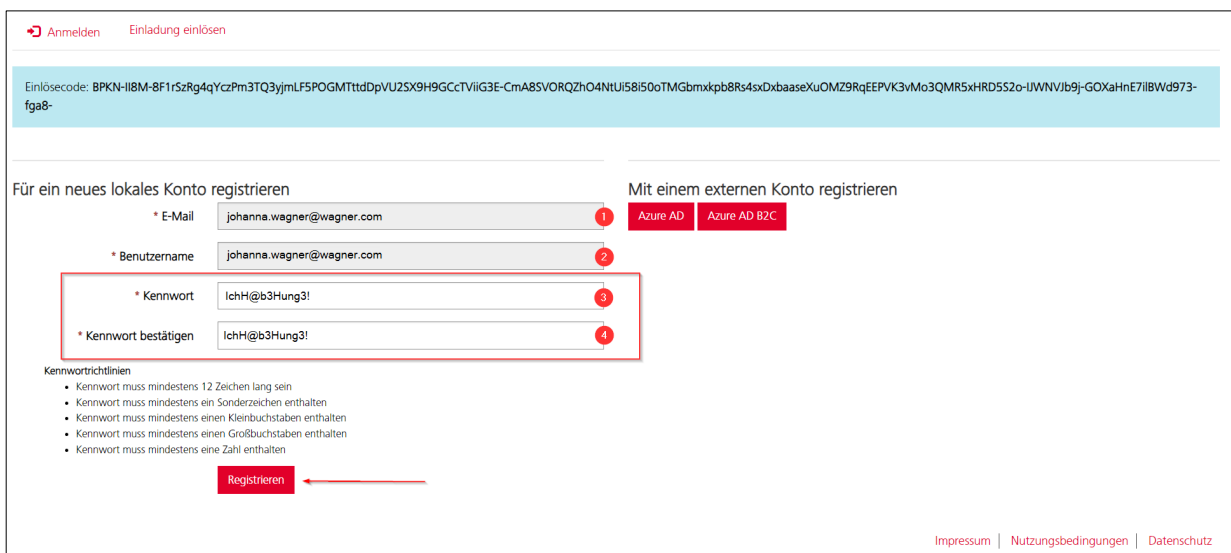 Anmelden Einladung einlösen
Einlösecode: BPKN-II8M-8F1rSzRg4qYczPm3TQ3yjmLF5POGMTttdDpVU2SX9H9GCcTViiG3E-CmA8SVORQZhO4NtUi58i50oTMGbmxkpb8Rs4sxDxbaaseXuOMZ9RqEEPVK3vMo3QMR5xHRD5S2o-IJWNVJb9j-GOXaHnE7ilBWd973-
fga8-
Für ein neues lokales Konto registrieren
* E-Mail johanna.wagner@wagner.com 1
* Benutzername johanna.wagner@wagner.com 2
* Kennwort IchH@b3Hung3! 3
* Kennwort bestätigen IchH@b3Hung3! 4
Kennwortrichtlinien
• Kennwort muss mindestens 12 Zeichen lang sein
• Kennwort muss mindestens ein Sonderzeichen enthalten
• Kennwort muss mindestens einen Kleinbuchstaben enthalten
• Kennwort muss mindestens einen Großbuchstaben enthalten
• Kennwort muss mindestens eine Zahl enthalten
Registrieren
Mit einem externen Konto registrieren
Azure AD Azure AD B2C
Impressum | Nutzungsbedingungen | Datenschutz